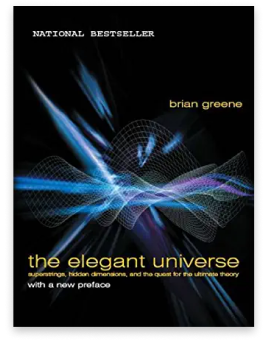 NATIONAL BESTSELLER
brian greene
the elegant universe
superstrings, hidden dimensions, and the quest for the ultimate theory
with a new preface